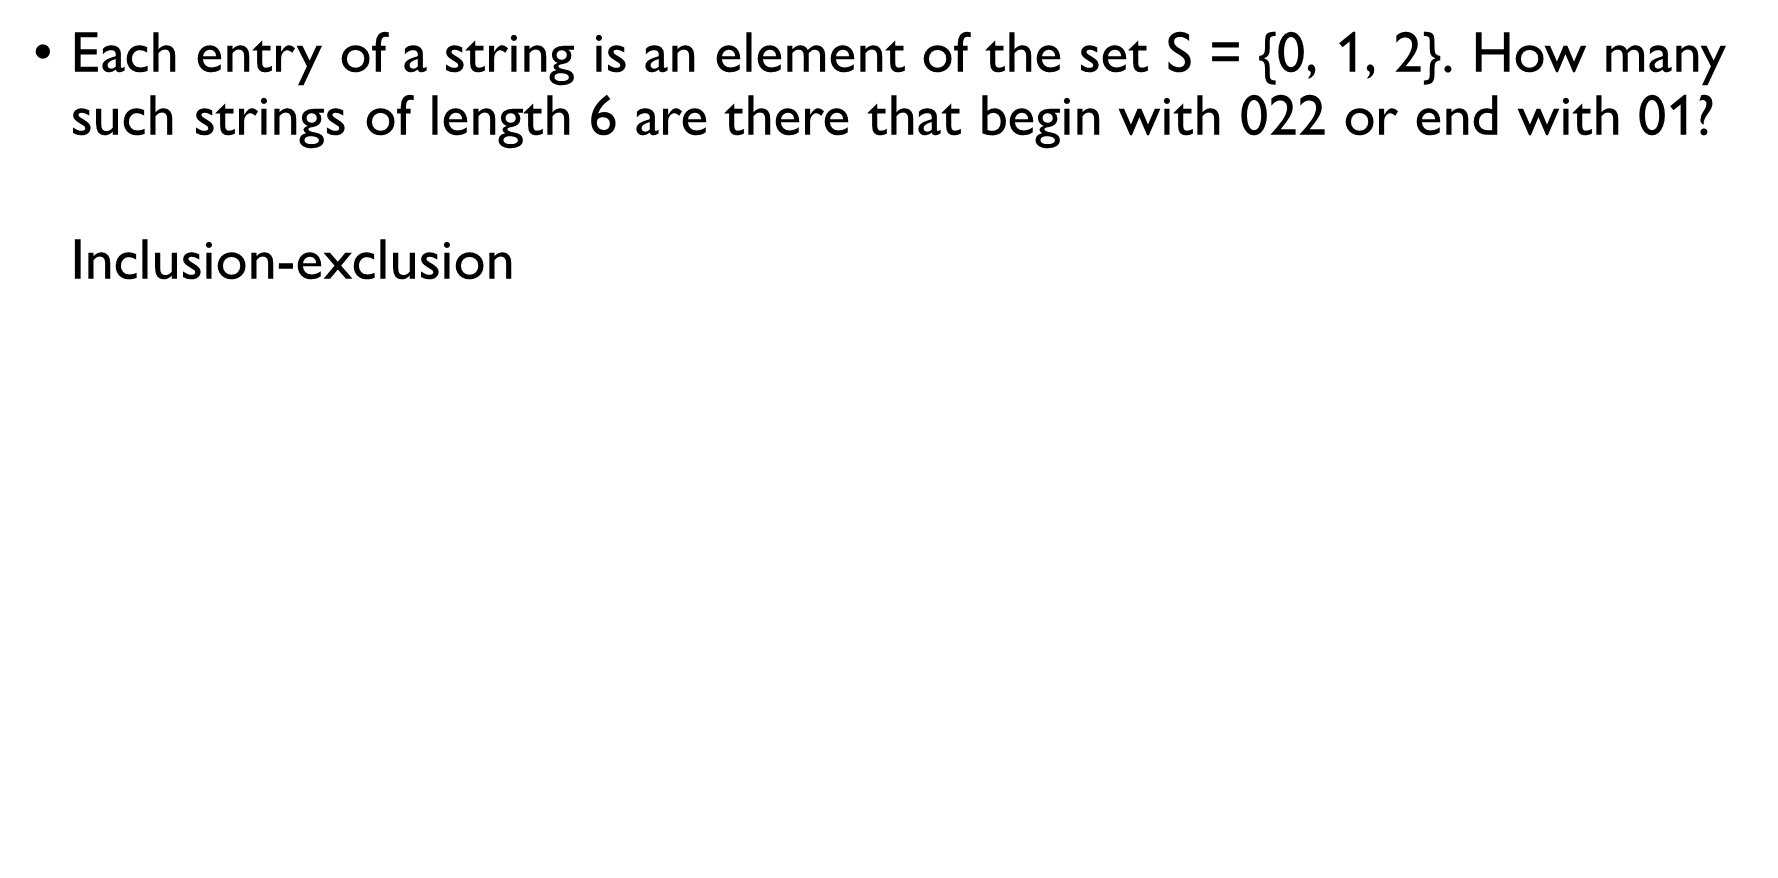 • Each entry of a string is an element of the set S = {0, 1, 2}. How many
such strings of length 6 are there that begin with 022 or end with 01?
Inclusion-exclusion